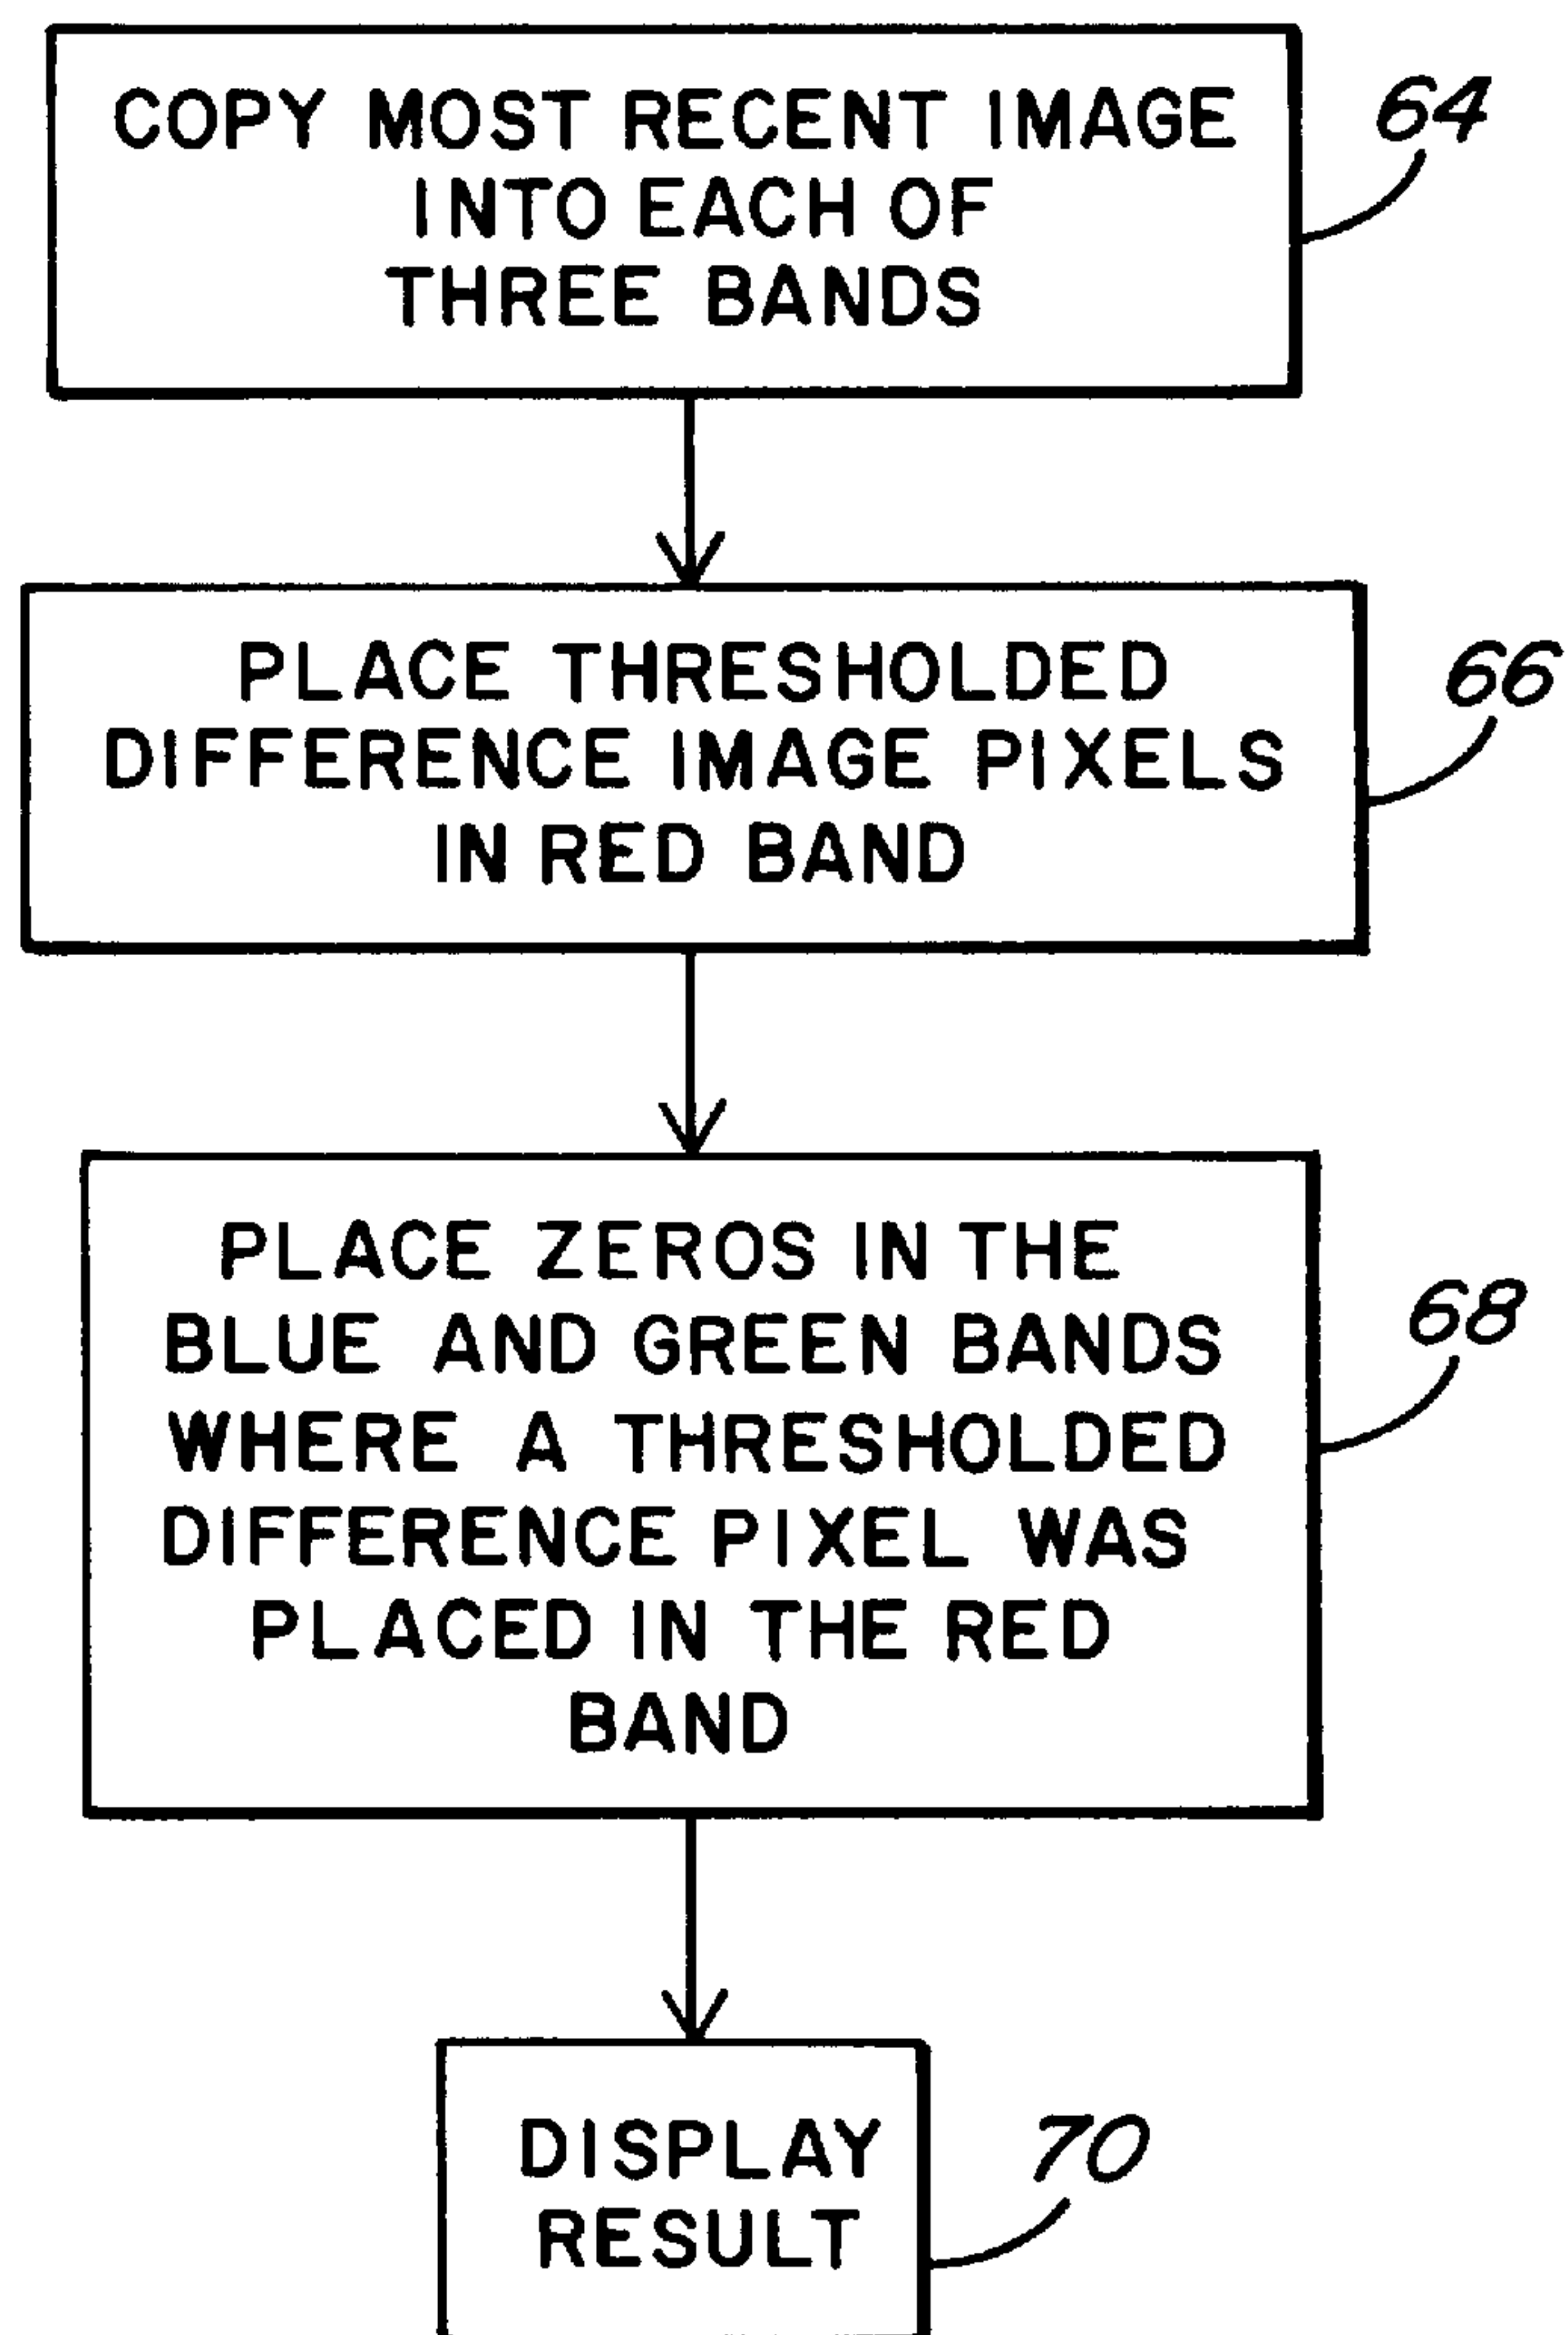 COPY MOST RECENT IMAGE
INTO EACH OF
THREE BANDS
64
PLACE THRESHOLDED
DIFFERENCE IMAGE PIXELS
IN RED BAND
66
PLACE ZEROS IN THE
BLUE AND GREEN BANDS
WHERE A THRESHOLDED
DIFFERENCE PIXEL WAS
PLACED IN THE RED
BAND
68
DISPLAY
RESULT
70